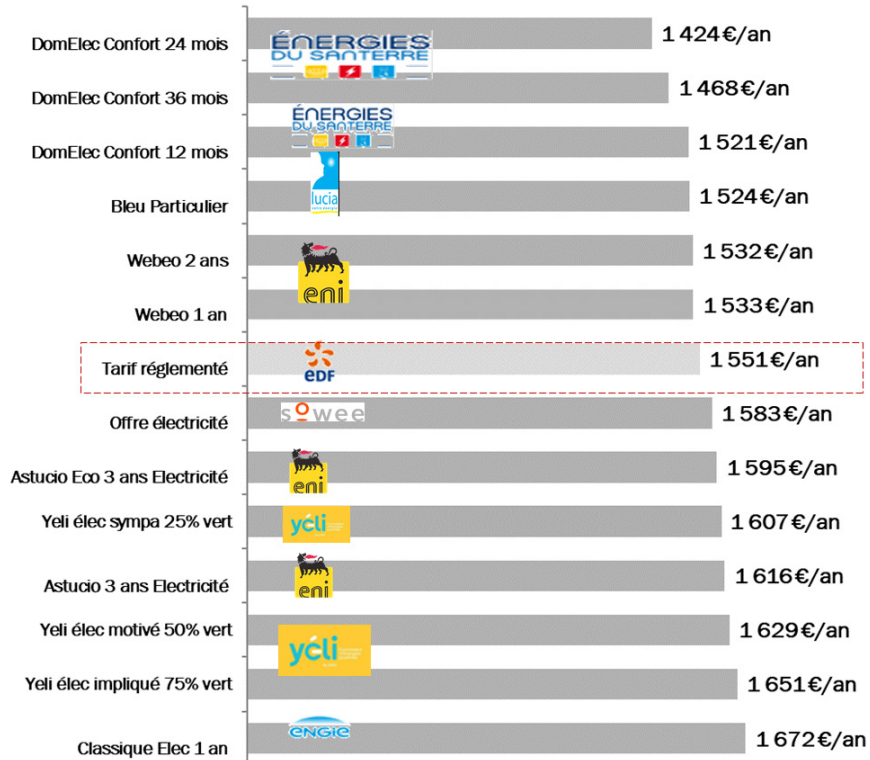 DomElec Confort 24 mois
ÉNERGIES
DU SANTERRE
1 424€/an
DomElec Confort 36 mois
1 468€/an
DomElec Confort 12 mois
ÉNERGIES
DU SANTERRE
1 521€/an
Bleu Particulier
lucia
1 524€/an
Webeo 2 ans
1 532€/an
eni
Webeo 1 an
1 533€/an
Tarif réglementé
eDF
1 551€/an
Offre électricité
sowee
1 583€/an
Astucio Eco 3 ans Electricité
eni
1 595€/an
Yeli élec sympa 25% vert
yéli
1 607€/an
Astucio 3 ans Electricité
eni
1 616€/an
Yeli élec motivé 50% vert
yéli
1 629€/an
Yeli élec impliqué 75% vert
1 651€/an
Classique Elec 1 an
ENGIE
1 672€/an